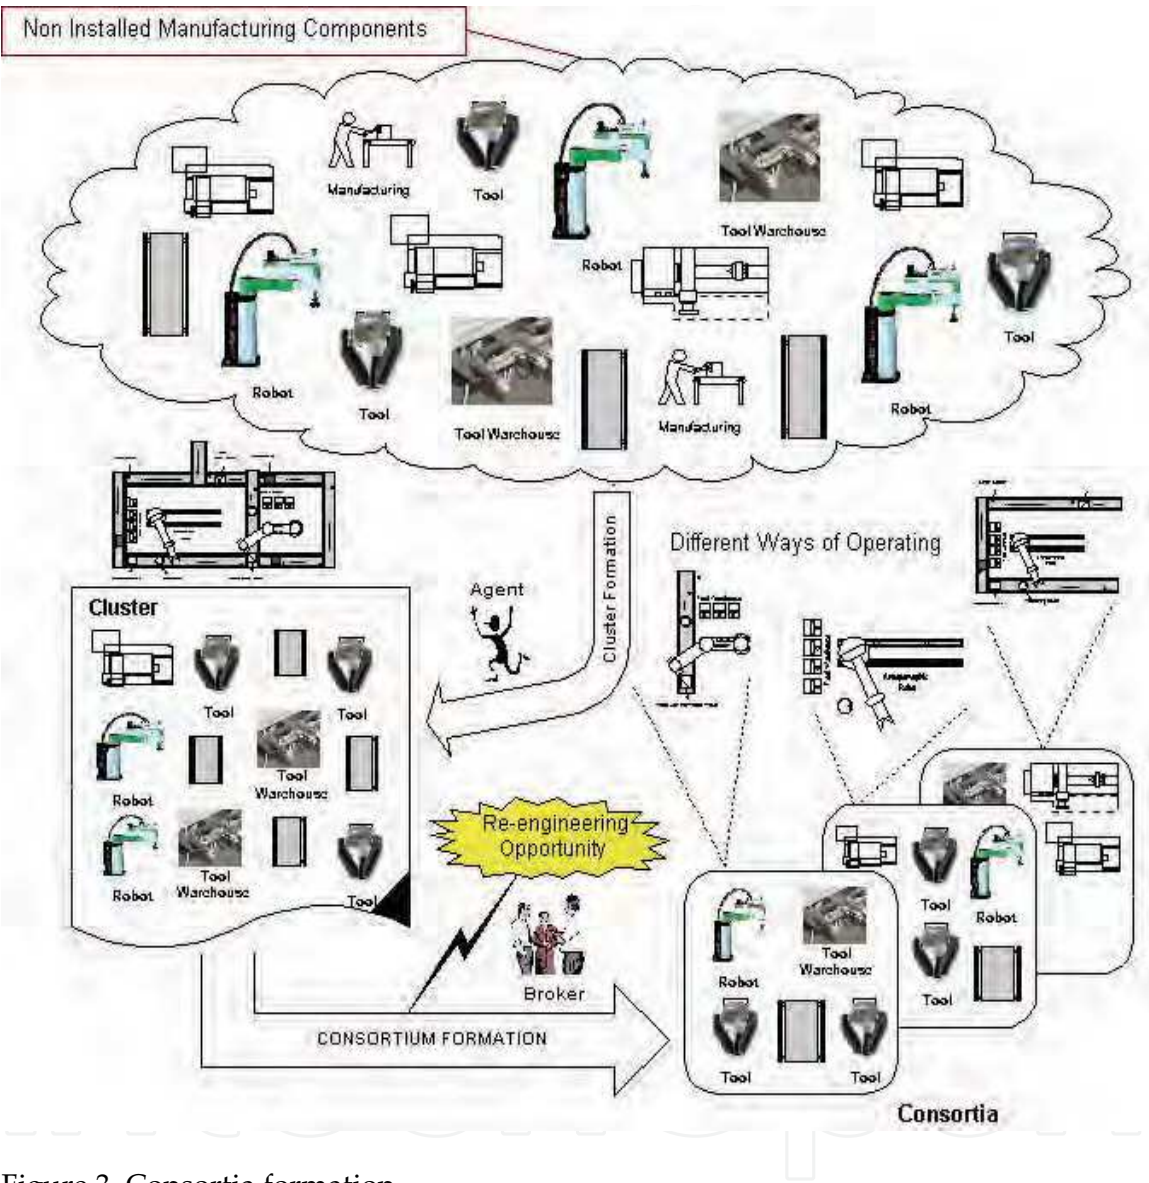 Non Installed Manufacturing Components
Manufacturing
Tool
Tool Warhouse
Robot
Tool
Robot
Tool
Tool Warhouse
Manufacturing
Robot
Cluster Formation
Different Ways of Operating
Agent
Cluster
Tool
Tool
Robot
Tool
Warehouse
Robot
Tool
Warehouse
Tool
Re-engineering
Opportunity
Broker
CONSORTIUM FORMATION
Tool
Robot
Tool
Robot
Tool
Warehouse
Tool
Tool
Consortia
Figure 3. Consortia formation